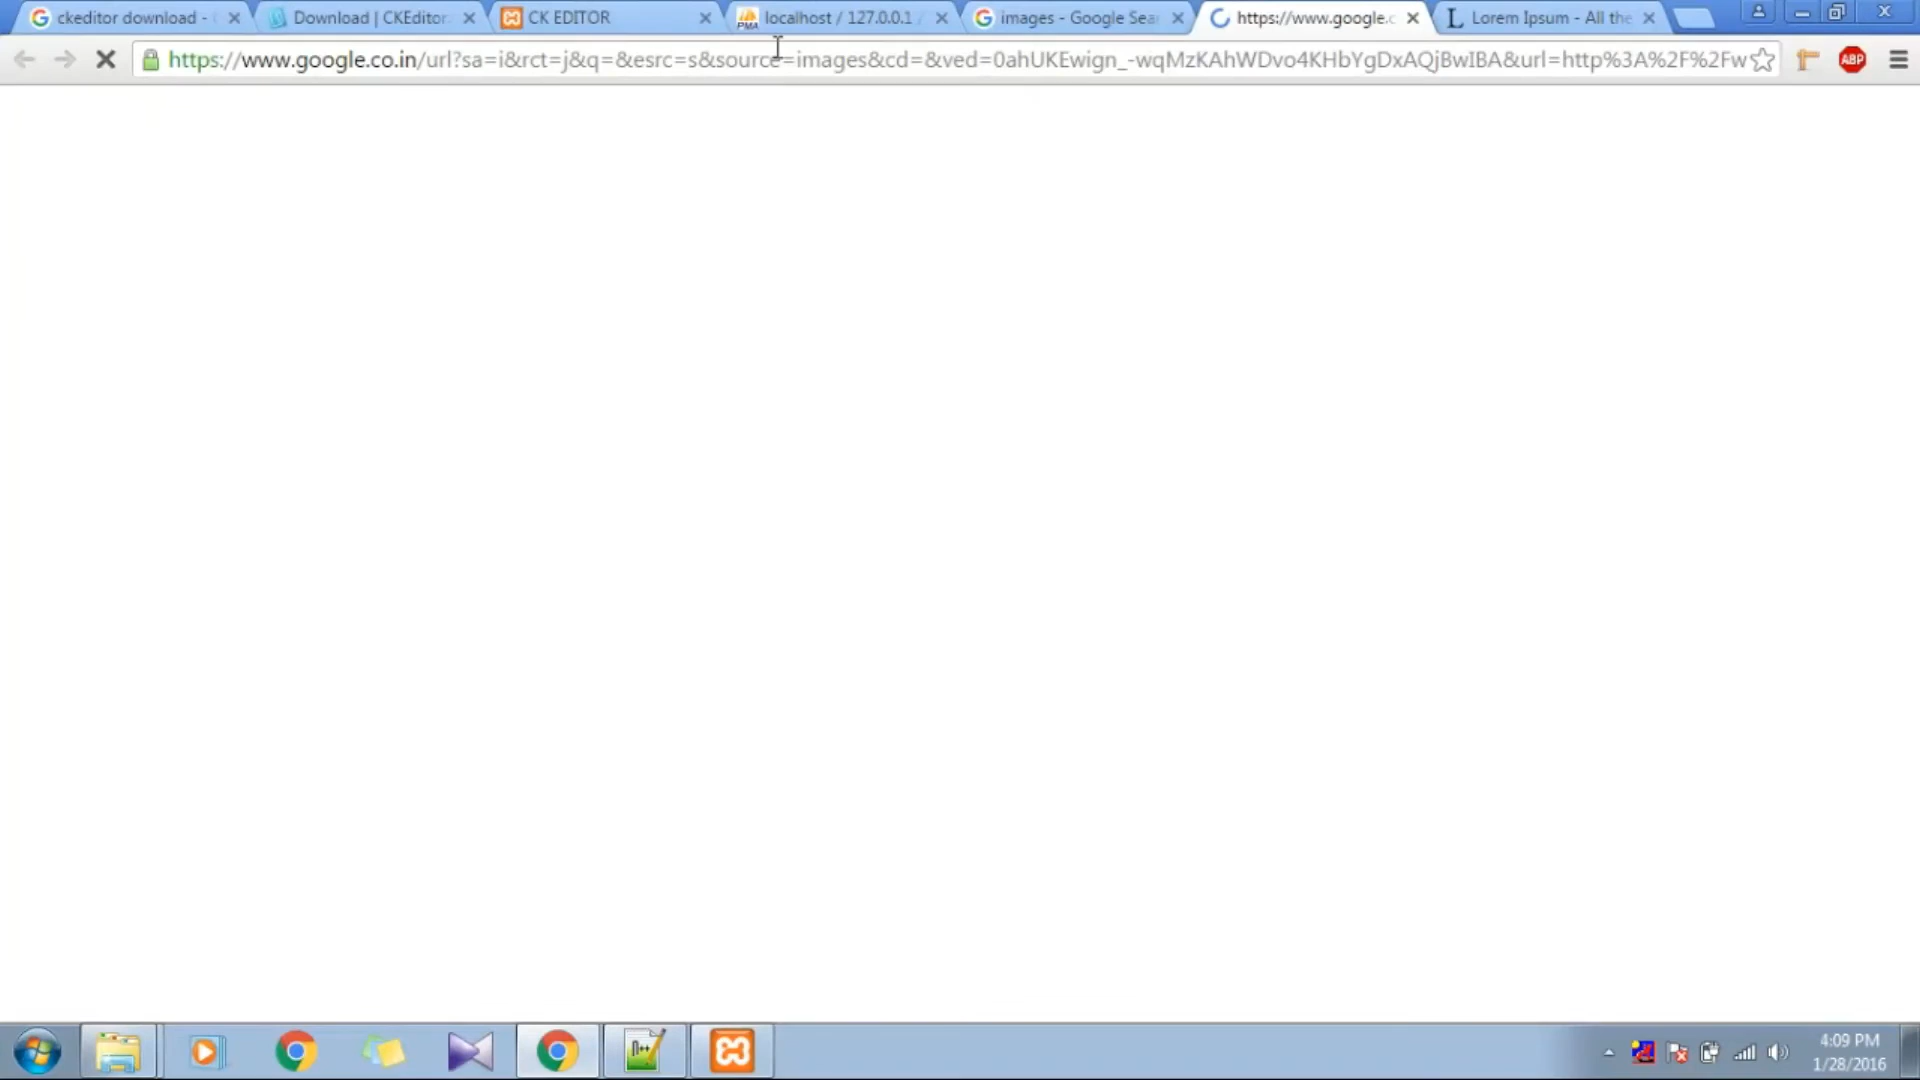 ckeditor download -
Download | CKEditor
CK EDITOR
localhost / 127.0.0.1 /
images - Google Sea
https://www.google.c
Lorem Ipsum - All the
https://www.google.co.in/url?sa=i&rct=j&q=&esrc=s&source=images&cd=&ved=0ahUKEwign_-wqMzKAhWDvo4KHbYgDxAQjBwIBA&url=http%3A%2F%2Fw
ABP
4:09 PM
1/28/2016